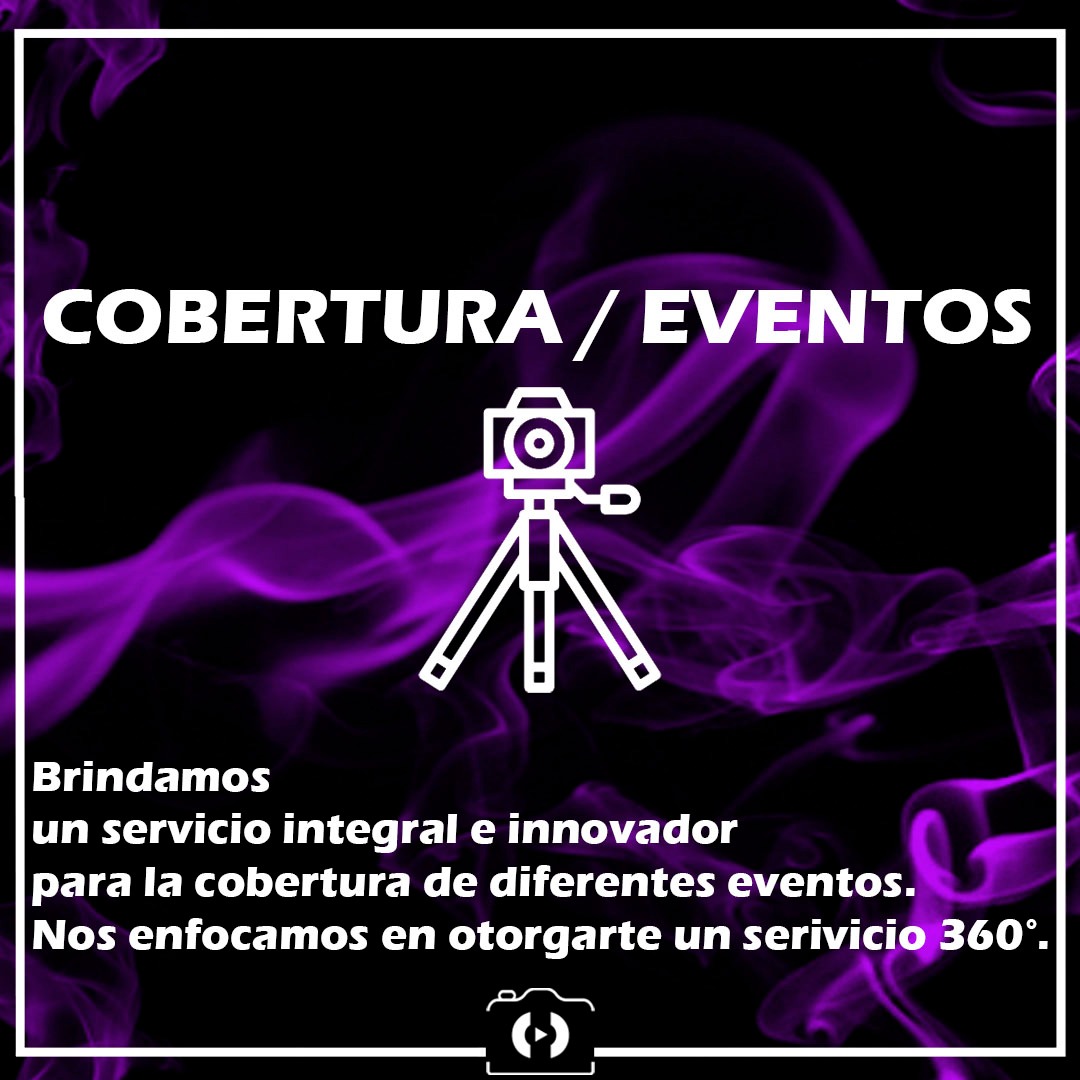 COBERTURA / EVENTOS
Brindamos
un servicio integral e innovador
para la cobertura de diferentes eventos.
Nos enfocamos en otorgarte un serivicio 360°.